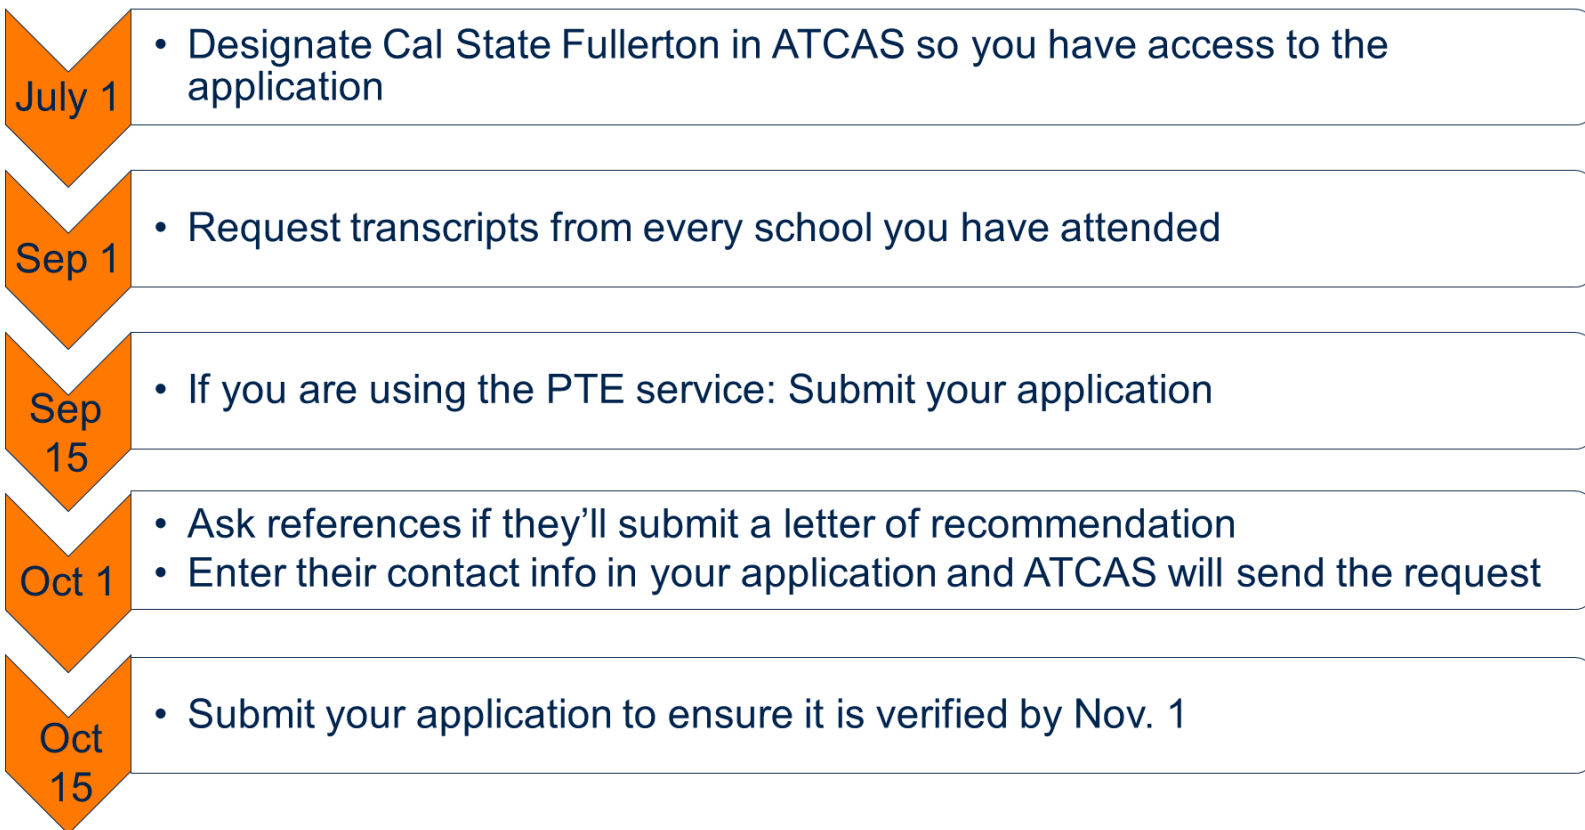 July 1
• Designate Cal State Fullerton in ATCAS so you have access to the
application
Sep 1
• Request transcripts from every school you have attended
Sep
15
• If you are using the PTE service: Submit your application
Oct 1
• Ask references if they’ll submit a letter of recommendation
• Enter their contact info in your application and ATCAS will send the request
Oct
15
• Submit your application to ensure it is verified by Nov. 1